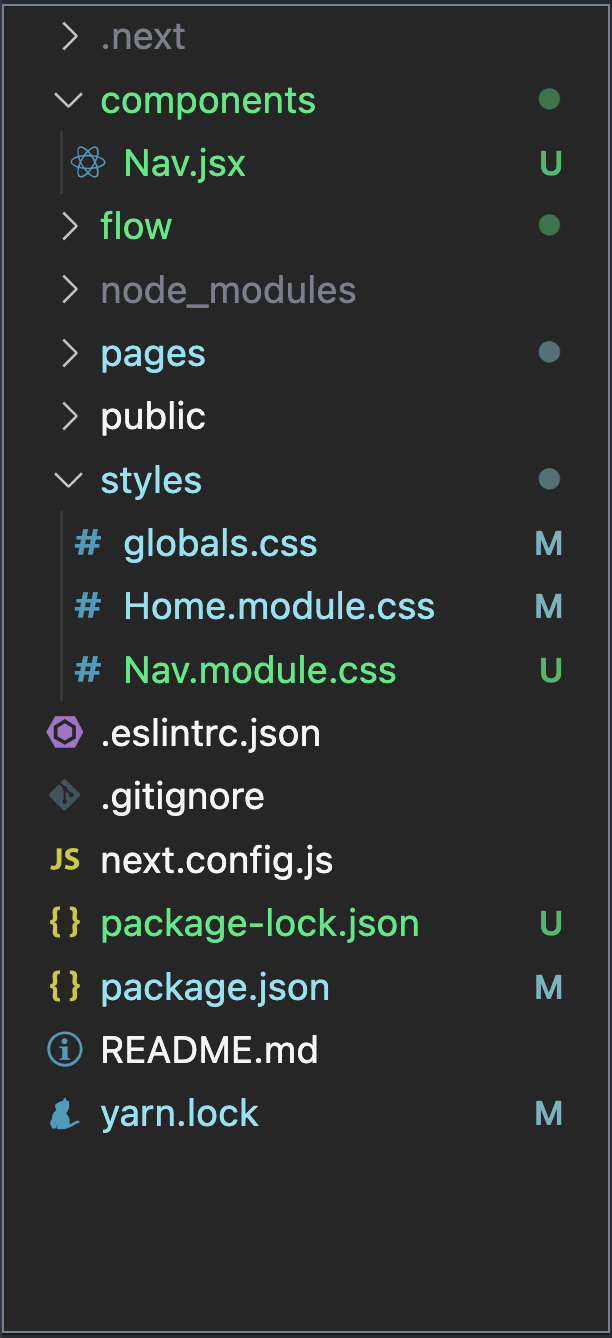 .next
components
Nav.jsx U
flow
node_modules
pages
public
styles
# globals.css M
# Home.module.css M
# Nav.module.css U
.eslintrc.json
.gitignore
JS next.config.js
{} package-lock.json U
{} package.json M
README.md
yarn.lock M